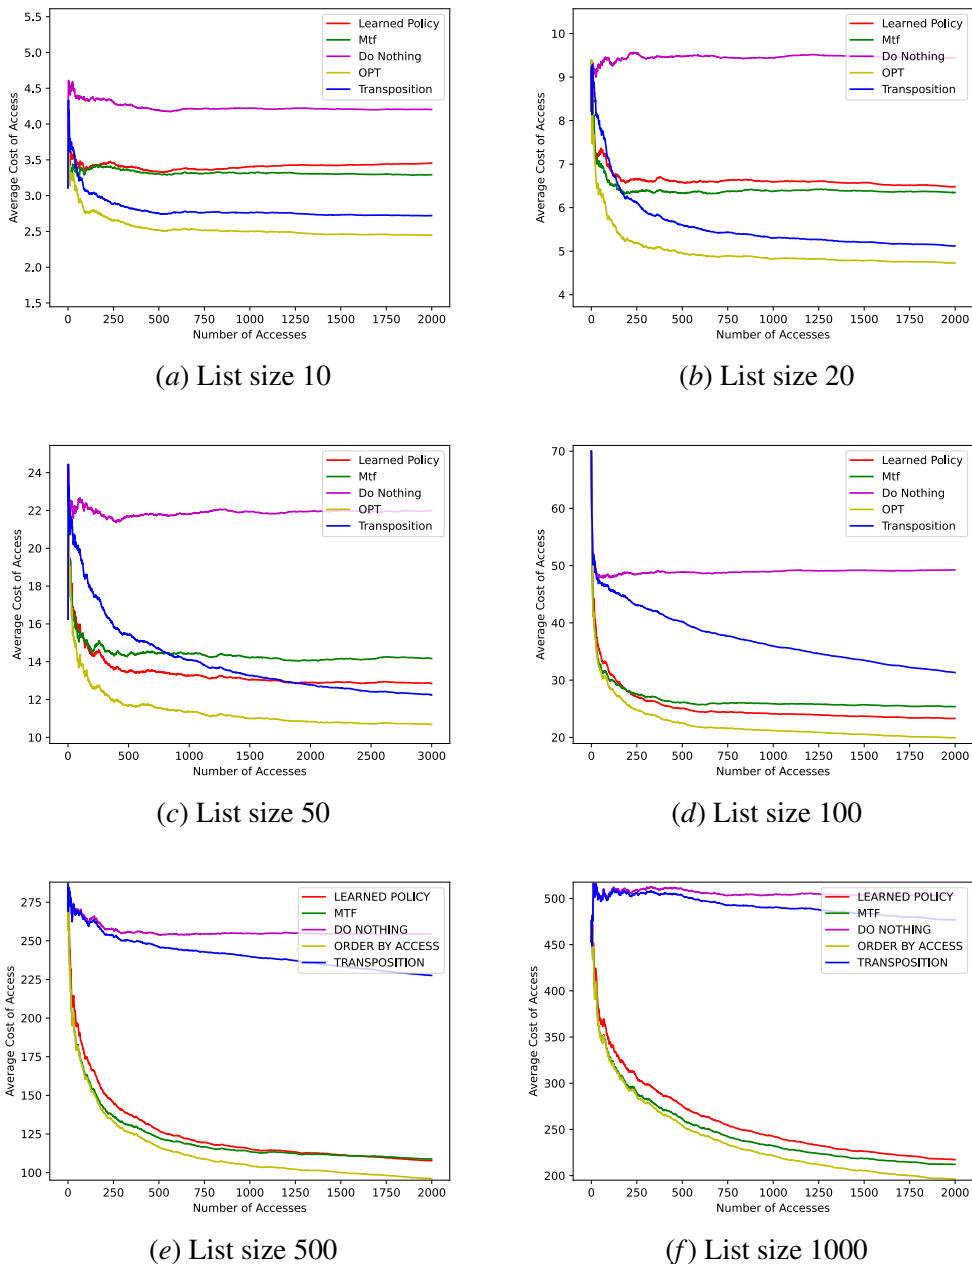 5.5
5.0
4.5
4.0
3.5
3.0
2.5
2.0
1.5
Average Cost of Access
0 250 500 750 1000 1250 1500 1750 2000
Number of Accesses
Learned Policy
Mtf
Do Nothing
OPT
Transposition
(a) List size 10
10
9
8
7
6
5
4
Average Cost of Access
0 250 500 750 1000 1250 1500 1750 2000
Number of Accesses
Learned Policy
Mtf
Do Nothing
OPT
Transposition
(b) List size 20
24
22
20
18
16
14
12
10
Average Cost of Access
0 500 1000 1500 2000 2500 3000
Number of Accesses
Learned Policy
Mtf
Do Nothing
OPT
Transposition
(c) List size 50
70
60
50
40
30
20
Average Cost of Access
0 250 500 750 1000 1250 1500 1750 2000
Number of Accesses
Learned Policy
Mtf
Do Nothing
OPT
Transposition
(d) List size 100
275
250
225
200
175
150
125
100
Average Cost of Access
0 250 500 750 1000 1250 1500 1750 2000
Number of Accesses
LEARNED POLICY
MTF
DO NOTHING
ORDER BY ACCESS
TRANSPOSITION
(e) List size 500
500
450
400
350
300
250
200
Average Cost of Access
0 250 500 750 1000 1250 1500 1750 2000
Number of Accesses
LEARNED POLICY
MTF
DO NOTHING
ORDER BY ACCESS
TRANSPOSITION
(f) List size 1000